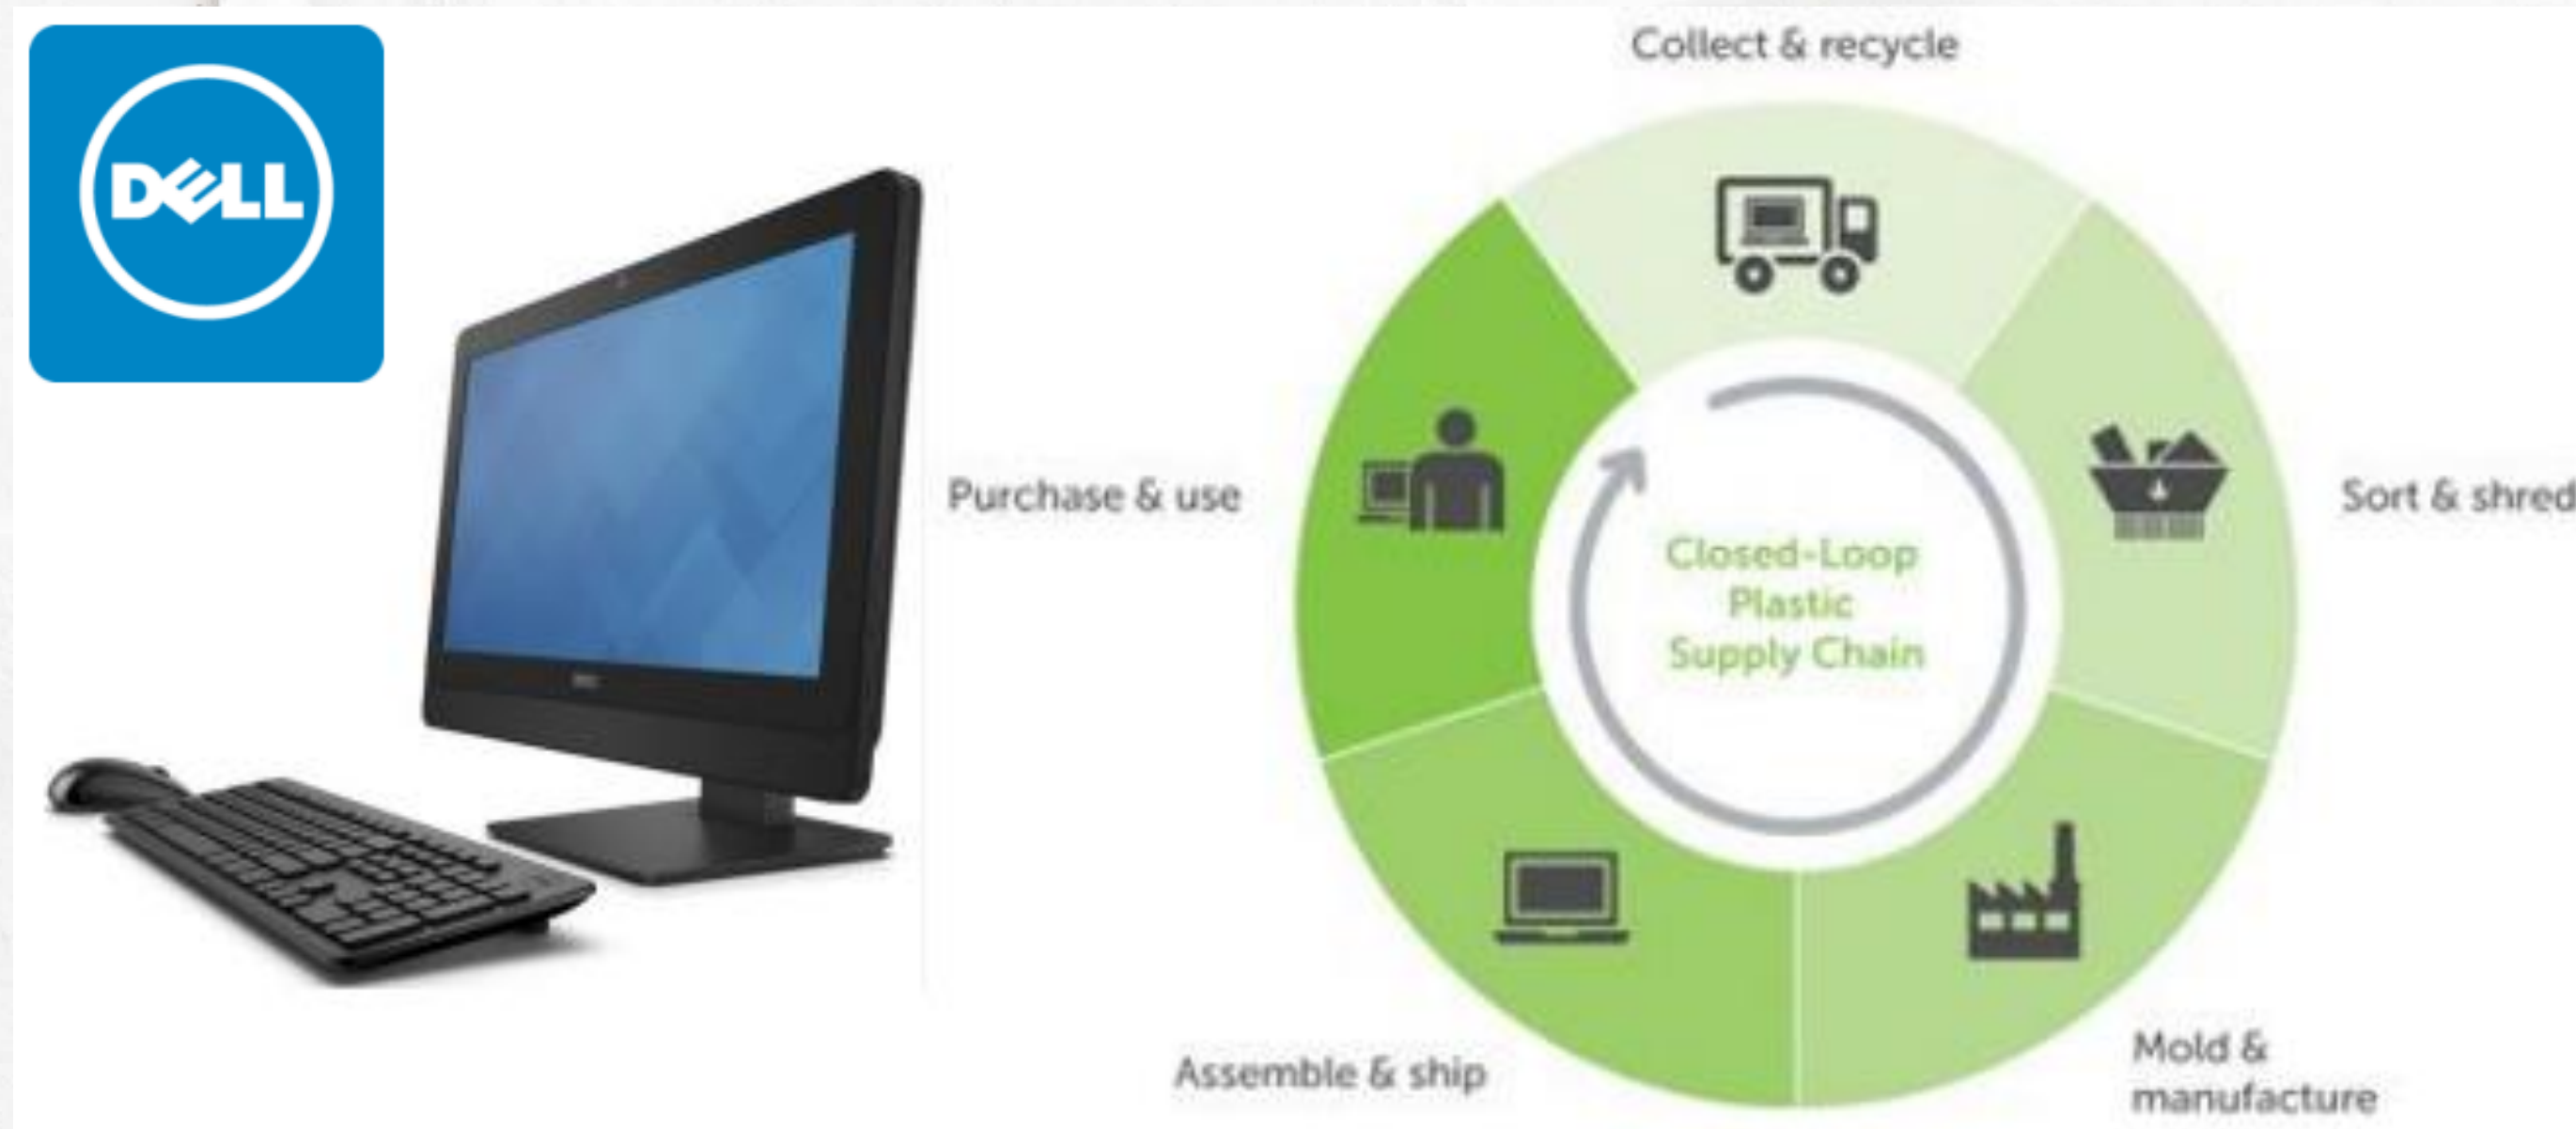 DELL
Collect & recycle
Purchase & use
Sort & shred
Closed-Loop
Plastic
Supply Chain
Assemble & ship
Mold &
manufacture